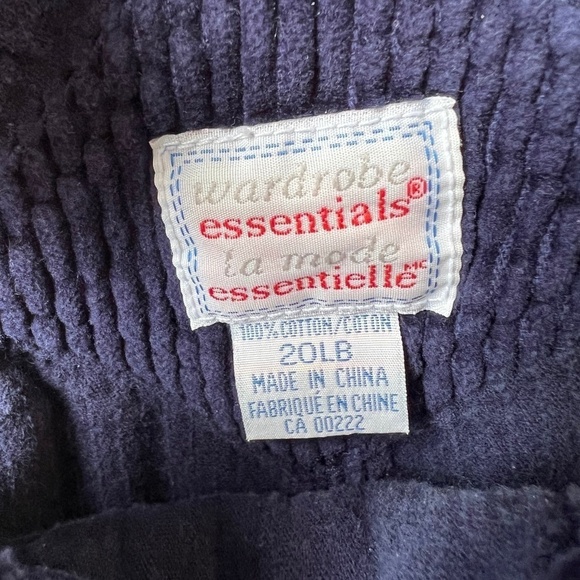 wardrobe
essentials®
la mode
essentielle MC
100% COTTON/COTON
20LB
MADE IN CHINA
FABRIQUÉ EN CHINE
CA 00222